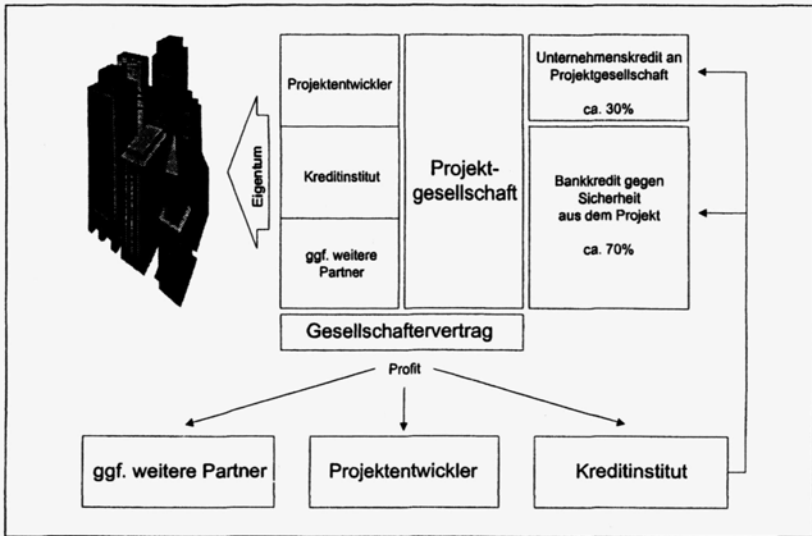 Projektentwickler
Kreditinstitut
ggf. weitere
Partner
Eigentum
Projekt-
gesellschaft
Unternehmenskredit an
Projektgesellschaft
ca. 30%
Bankkredit gegen
Sicherheit
aus dem Projekt
ca. 70%
Gesellschaftervertrag
Profit
ggf. weitere Partner
Projektentwickler
Kreditinstitut